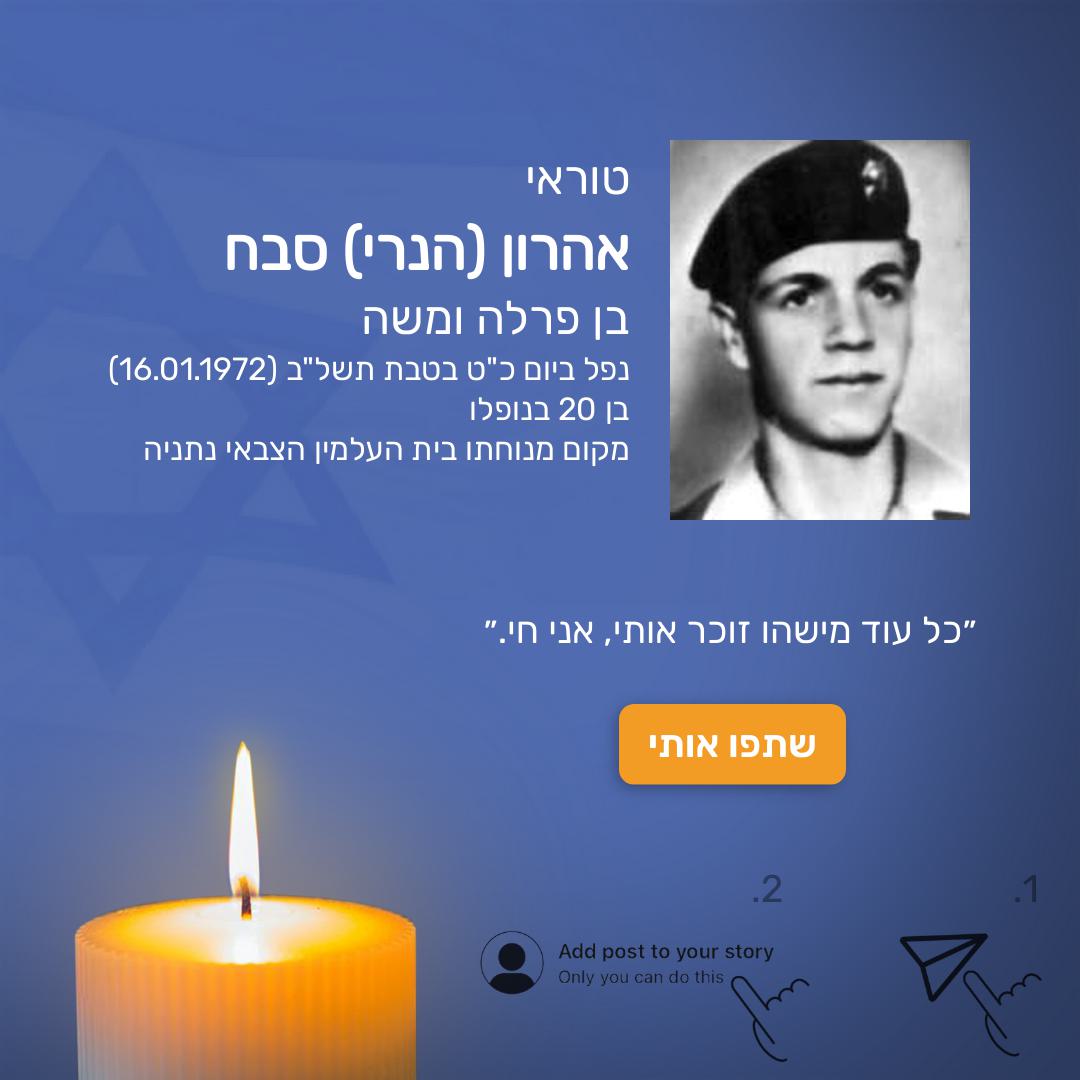 טוראי
אהרון (הנרי) סבח
בן פרלה ומשה
נפל ביום כ"ט בטבת תשל"ב (16.01.1972)
בן 20 בנופלו
מקום מנוחתו בית העלמין הצבאי נתניה
״כל עוד מישהו זוכר אותי, אני חי.״
שתפו אותי
1.
2.
Add post to your story
Only you can do this